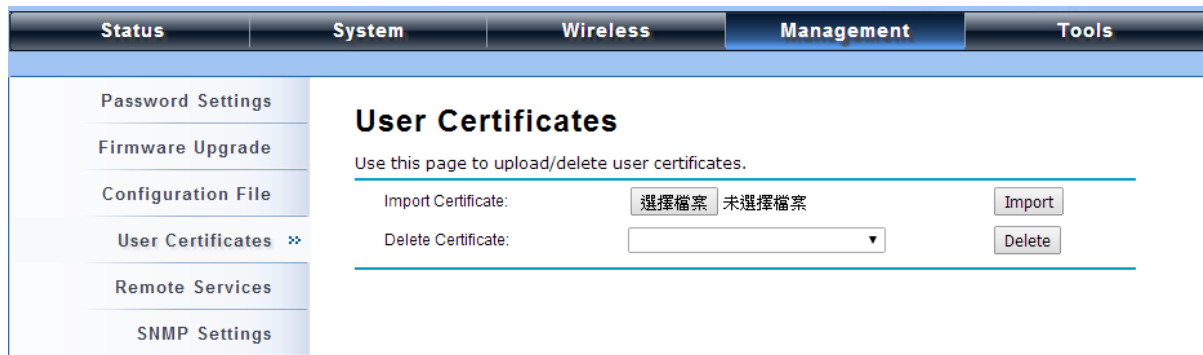 Status System Wireless Management Tools
Password Settings
Firmware Upgrade
Configuration File
User Certificates
Remote Services
SNMP Settings
User Certificates
Use this page to upload/delete user certificates.
Import Certificate: 選擇檔案 未選擇檔案 Import
Delete Certificate: Delete